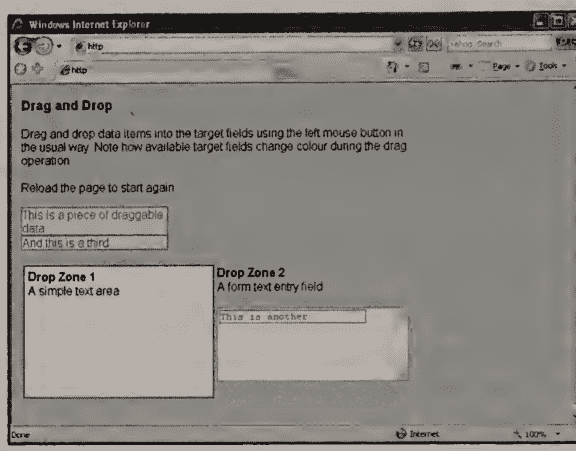 Windows Internet Explorer
http
Search
http
Page
Tools
Drag and Drop
Drag and drop data items into the target fields using the left mouse button in
the usual way. Note how available target fields change colour during the drag
operation
Reload the page to start again
This is a piece of draggable
data
And this is a third
Drop Zone 1
A simple text area
Drop Zone 2
A form text entry field
This is another
Done
Internet
100%